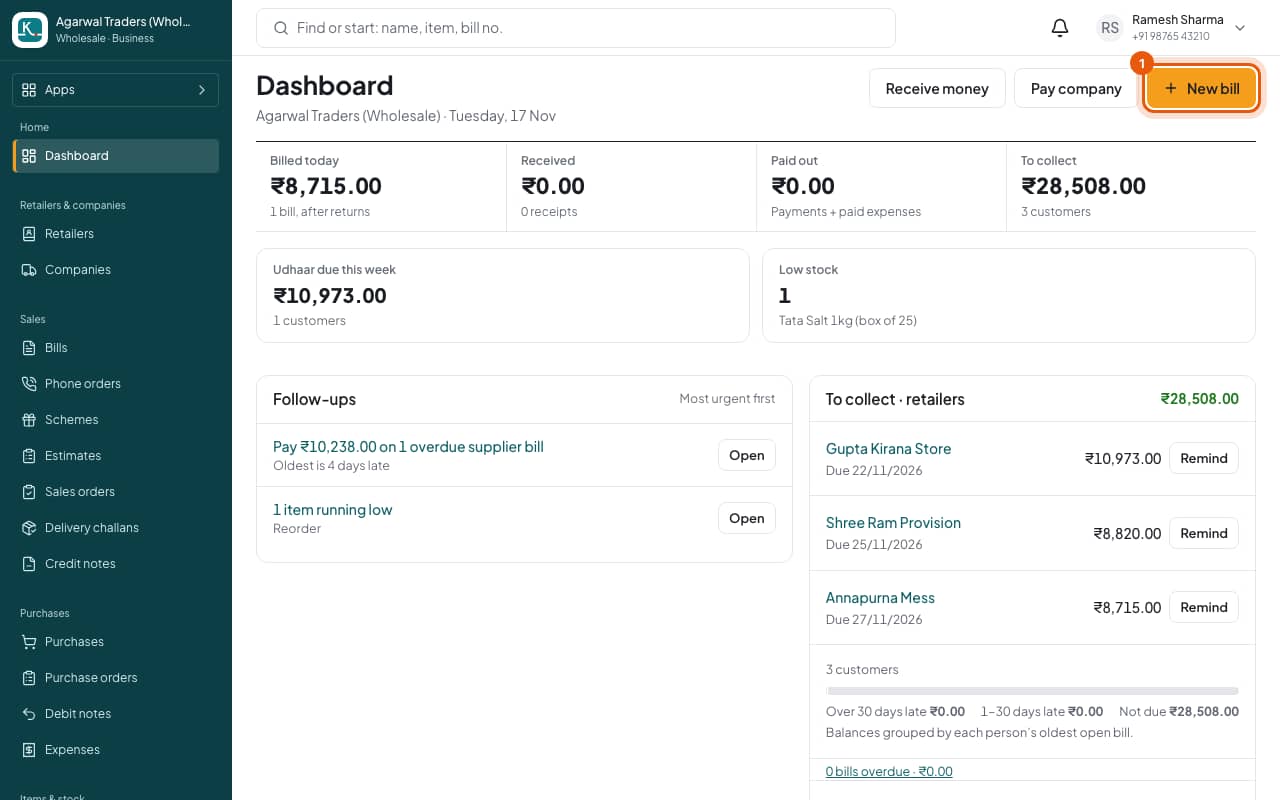 Agarwal Traders (Whol...
Wholesale · Business
Apps
Home
Dashboard
Retailers & companies
Retailers
Companies
Sales
Bills
Phone orders
Schemes
Estimates
Sales orders
Delivery challans
Credit notes
Purchases
Purchases
Purchase orders
Debit notes
Expenses
Items & stock
Find or start: name, item, bill no.
RS
Ramesh Sharma
+91 98765 43210
Dashboard
Agarwal Traders (Wholesale) · Tuesday, 17 Nov
Receive money
Pay company
1
+ New bill
Billed today
₹8,715.00
1 bill, after returns
Received
₹0.00
0 receipts
Paid out
₹0.00
Payments + paid expenses
To collect
₹28,508.00
3 customers
Udhaar due this week
₹10,973.00
1 customers
Low stock
1
Tata Salt 1kg (box of 25)
Follow-ups
Most urgent first
Pay ₹10,238.00 on 1 overdue supplier bill
Oldest is 4 days late
Open
1 item running low
Reorder
Open
To collect · retailers
₹28,508.00
Gupta Kirana Store
Due 22/11/2026
₹10,973.00
Remind
Shree Ram Provision
Due 25/11/2026
₹8,820.00
Remind
Annapurna Mess
Due 27/11/2026
₹8,715.00
Remind
3 customers
Over 30 days late ₹0.00 1–30 days late ₹0.00 Not due ₹28,508.00
Balances grouped by each person's oldest open bill.
0 bills overdue · ₹0.00